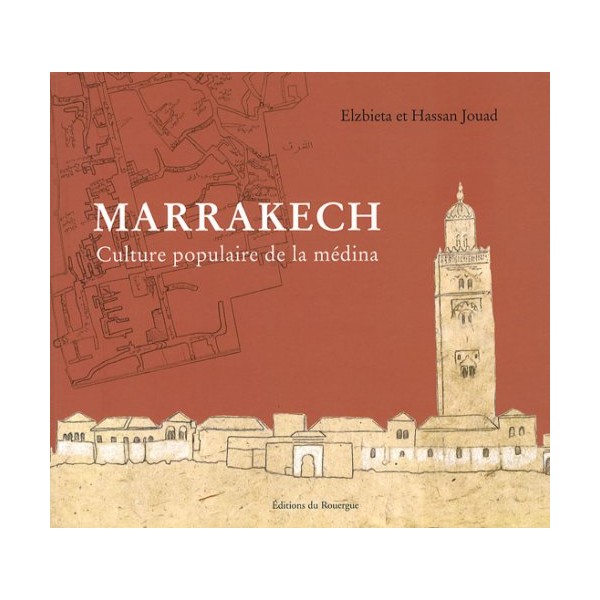 Elzbieta et Hassan Jouad
MARRAKECH
Culture populaire de la médina
Éditions du Rouergue